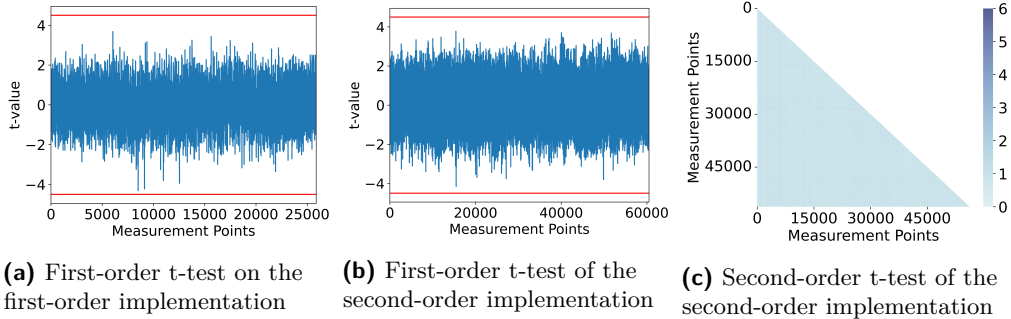 4
2
0
−2
−4
t-value
0
5000
10000
15000
20000
25000
Measurement Points
(a) First-order t-test on the
first-order implementation
4
2
0
−2
−4
t-value
0
20000
40000
60000
Measurement Points
(b) First-order t-test of the
second-order implementation
0
15000
30000
45000
Measurement Points
0
15000
30000
45000
Measurement Points
6
5
4
3
2
1
0
(c) Second-order t-test of the
second-order implementation